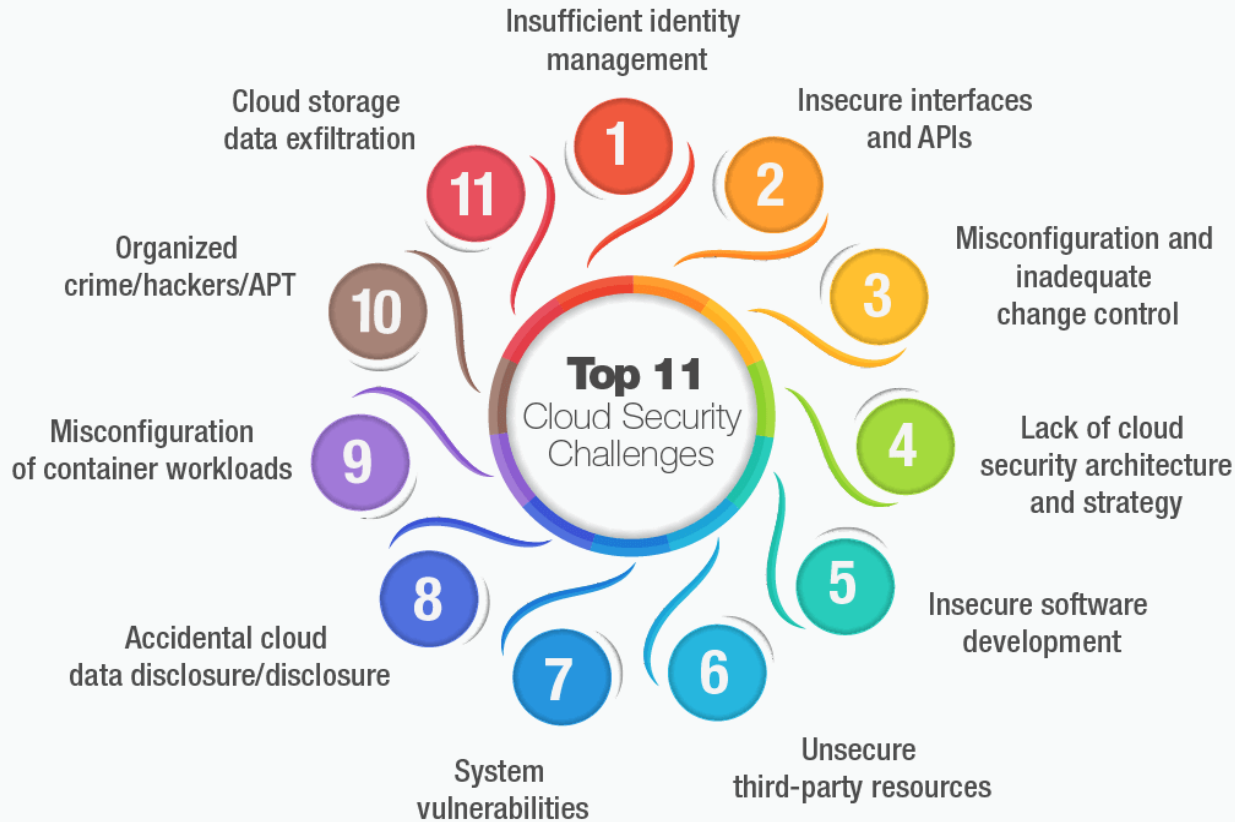 Top 11
Cloud Security
Challenges
1
Insufficient identity
management
2
Insecure interfaces
and APIs
3
Misconfiguration and
inadequate
change control
4
Lack of cloud
security architecture
and strategy
5
Insecure software
development
6
Unsecure
third-party resources
7
System
vulnerabilities
8
Accidental cloud
data disclosure/disclosure
9
Misconfiguration
of container workloads
10
Organized
crime/hackers/APT
11
Cloud storage
data exfiltration